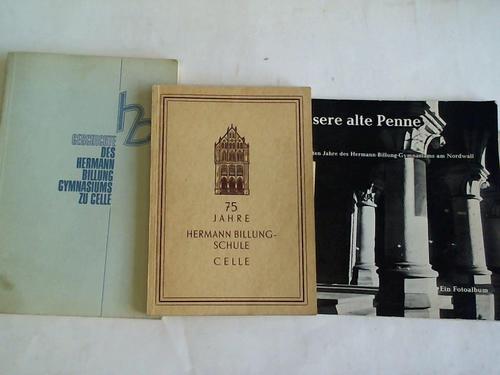 hb
GESCHICHTE
DES
HERMANN
BILLUNG
GYMNASIUMS
ZU CELLE
75
JAHRE
HERMANN BILLUNG-
SCHULE
CELLE
sere alte Penne
ten Jahre des Hermann-Billung-Gymnasiums am Nordwall
Ein Fotoalbum